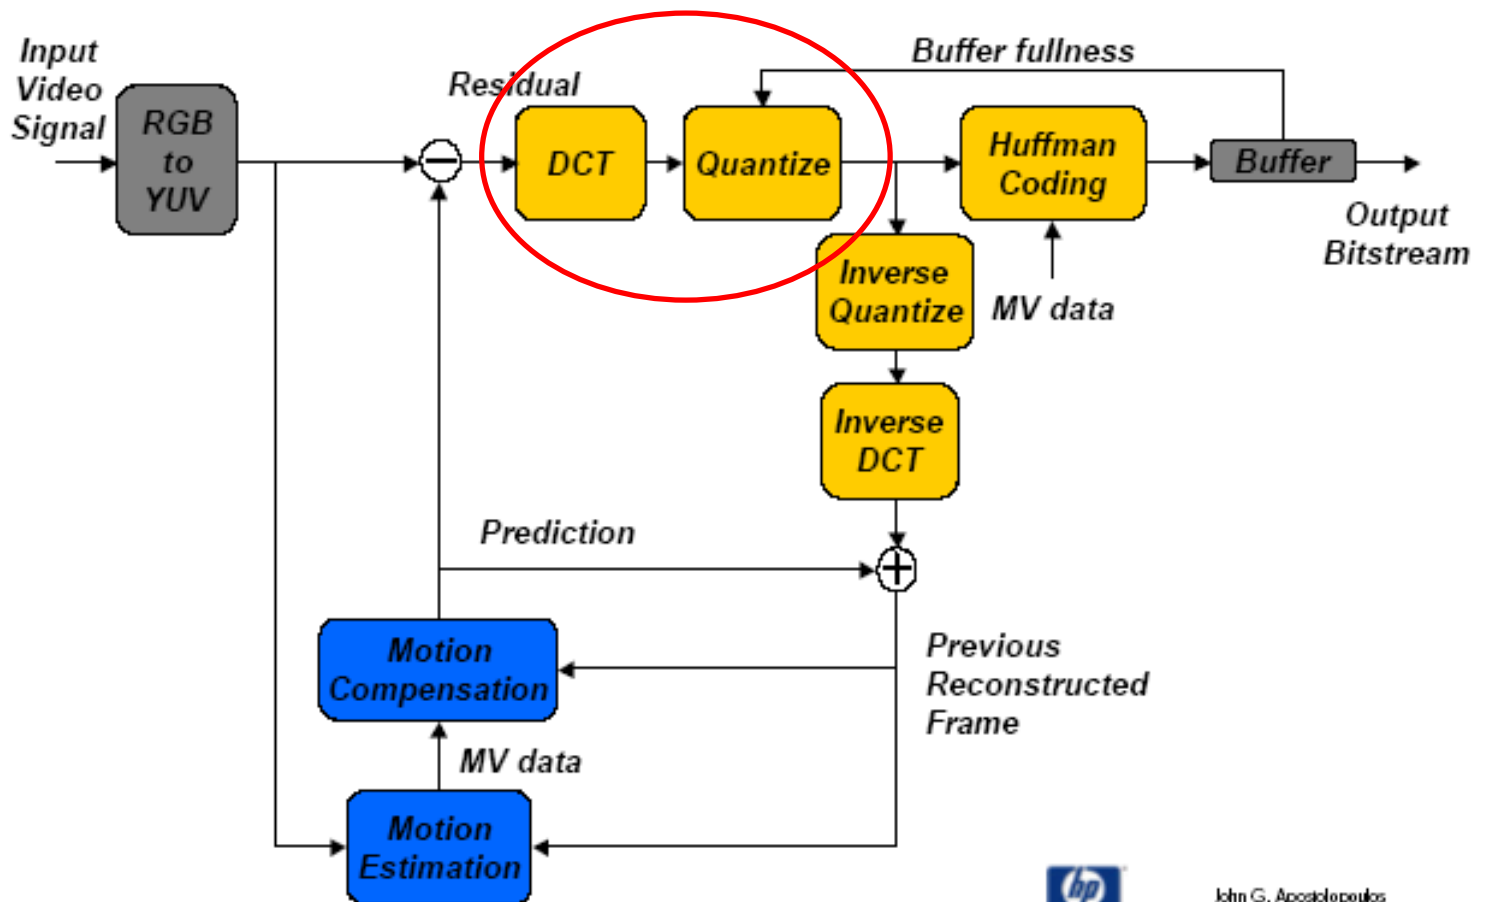 Input
Video
Signal
RGB
to
YUV
Residual
DCT
Quantize
Buffer fullness
Huffman
Coding
Buffer
Output
Bitstream
Inverse
Quantize
MV data
Inverse
DCT
Prediction
Motion
Compensation
Previous
Reconstructed
Frame
MV data
Motion
Estimation
hp
John G. Apostolopoulos